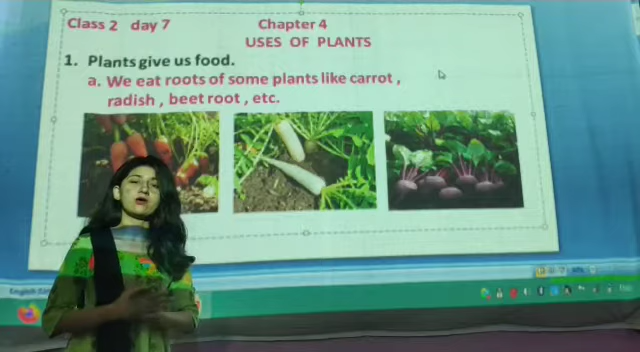 Class 2 day 7 Chapter 4
USES OF PLANTS
1. Plants give us food.
a. We eat roots of some plants like carrot ,
radish , beet root , etc.
English